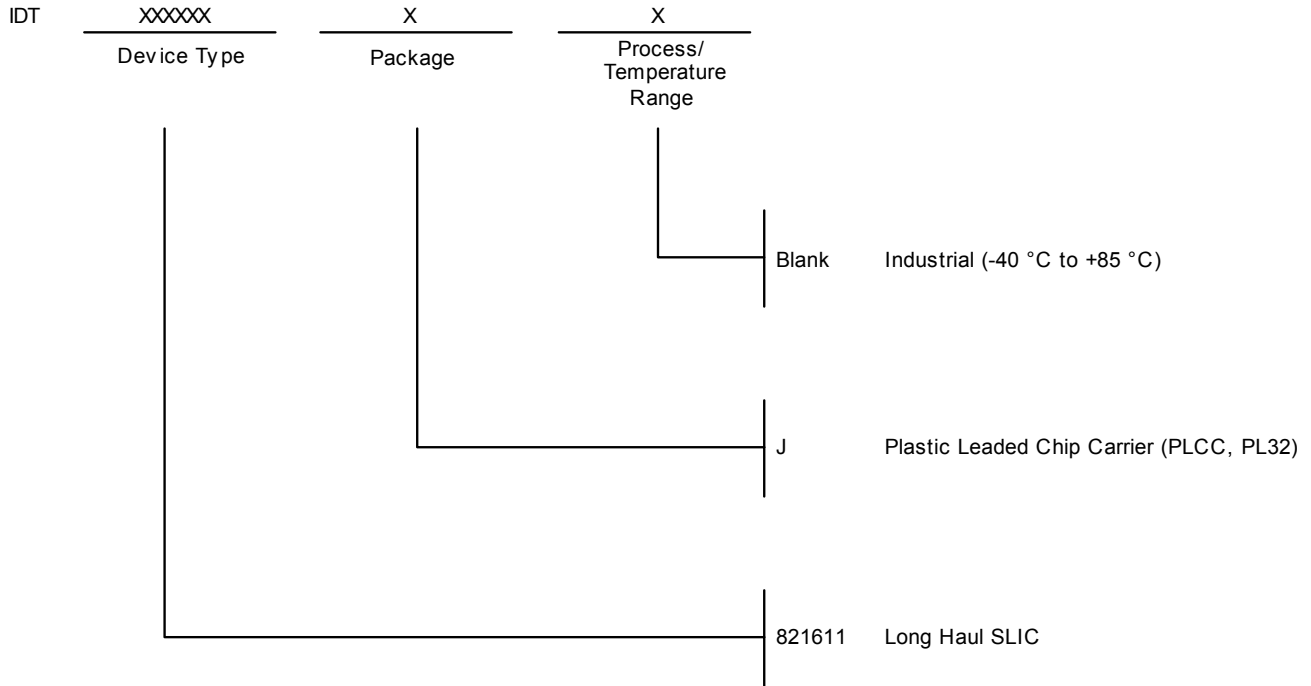 IDT XXXXXX X X
Device Type Package Process/
Temperature
Range
Blank Industrial (-40 °C to +85 °C)
J Plastic Leaded Chip Carrier (PLCC, PL32)
821611 Long Haul SLIC